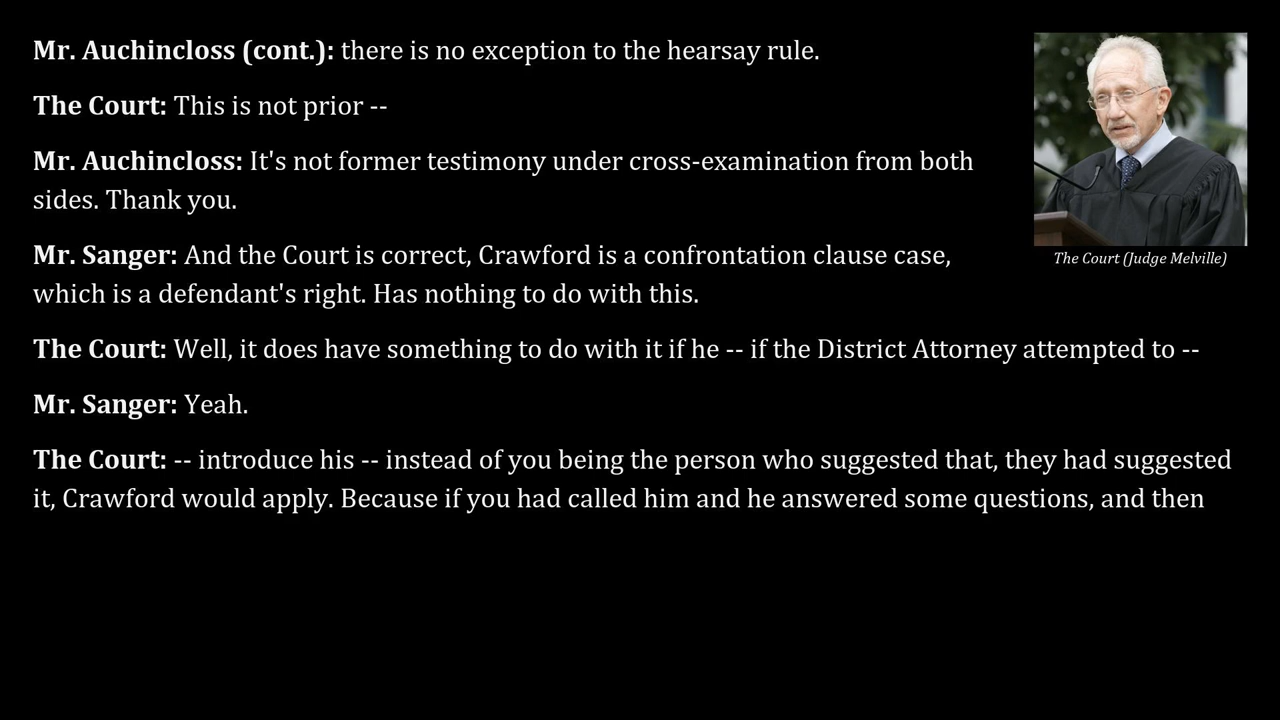 Mr. Auchincloss (cont.): there is no exception to the hearsay rule.
The Court: This is not prior --
Mr. Auchincloss: It's not former testimony under cross-examination from both
sides. Thank you.
Mr. Sanger: And the Court is correct, Crawford is a confrontation clause case,
which is a defendant's right. Has nothing to do with this.
The Court (Judge Melville)
The Court: Well, it does have something to do with it if he -- if the District Attorney attempted to --
Mr. Sanger: Yeah.
The Court: -- introduce his -- instead of you being the person who suggested that, they had suggested
it, Crawford would apply. Because if you had called him and he answered some questions, and then